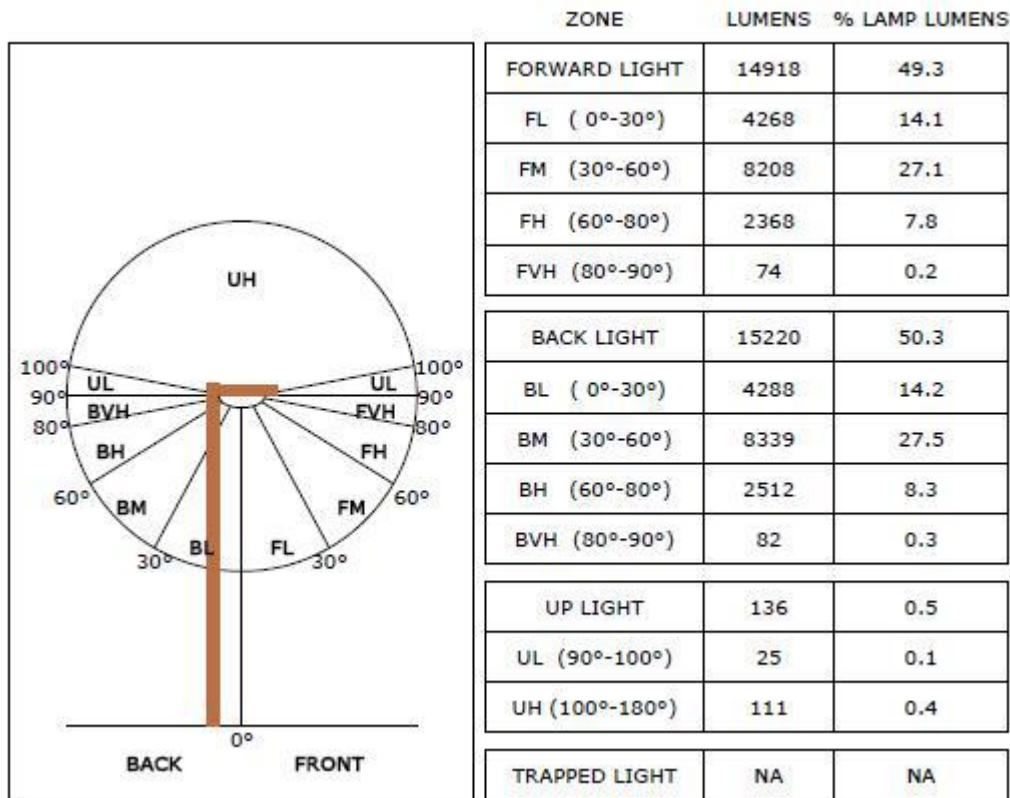 ZONE LUMENS % LAMP LUMENS
FORWARD LIGHT 14918 49.3
FL ( 0°-30°) 4268 14.1
FM (30°-60°) 8208 27.1
FH (60°-80°) 2368 7.8
FVH (80°-90°) 74 0.2
BACK LIGHT 15220 50.3
BL ( 0°-30°) 4288 14.2
BM (30°-60°) 8339 27.5
BH (60°-80°) 2512 8.3
BVH (80°-90°) 82 0.3
UP LIGHT 136 0.5
UL (90°-100°) 25 0.1
UH (100°-180°) 111 0.4
TRAPPED LIGHT NA NA
UH
100° 100°
UL UL
90° 90°
BVH FVH
80° 80°
BH FH
60° 60°
BM FM
BL FL
30° 30°
0°
BACK FRONT